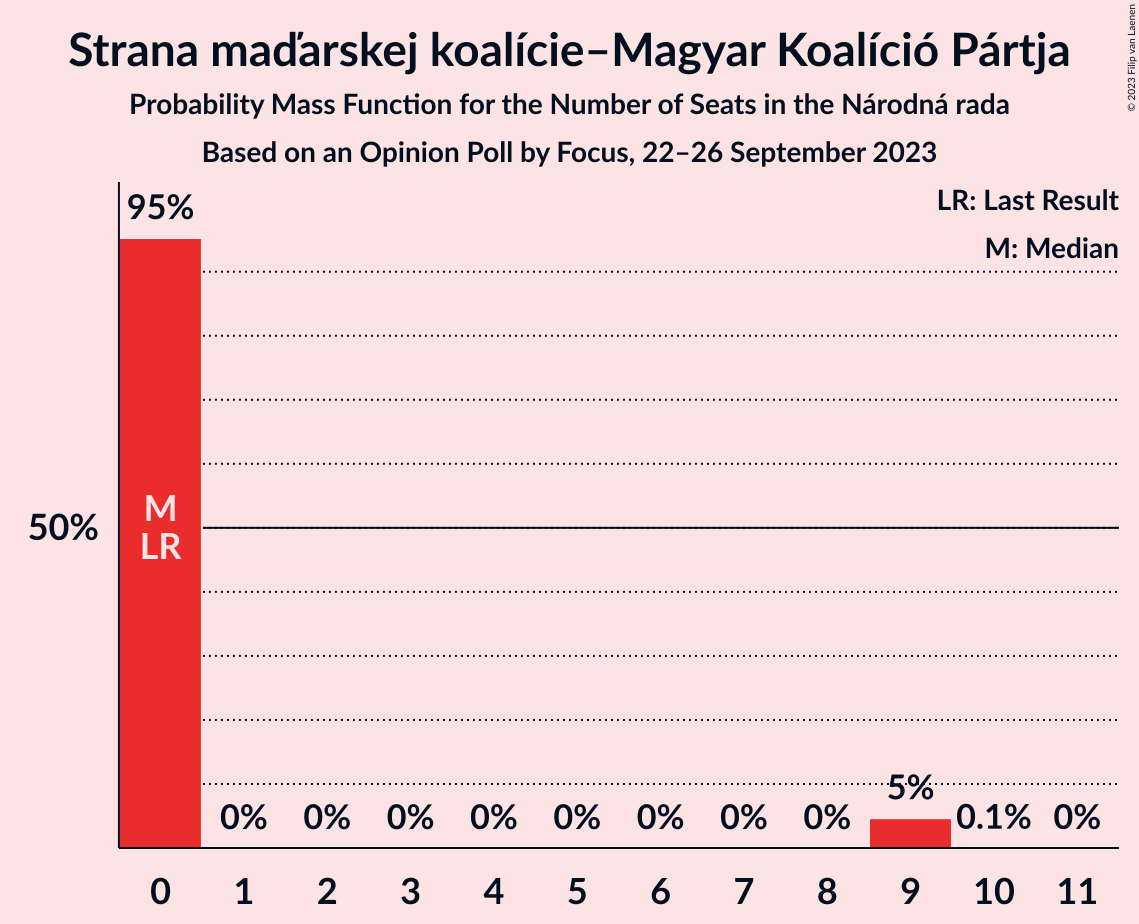 Strana maďarskej koalície–Magyar Koalíció Pártja
Probability Mass Function for the Number of Seats in the Národná rada
Based on an Opinion Poll by Focus, 22–26 September 2023
© 2023 Filip van Laenen
LR: Last Result
M: Median
95%
50%
M
LR
0% 0% 0% 0% 0% 0% 0% 0% 5% 0.1% 0%
0 1 2 3 4 5 6 7 8 9 10 11